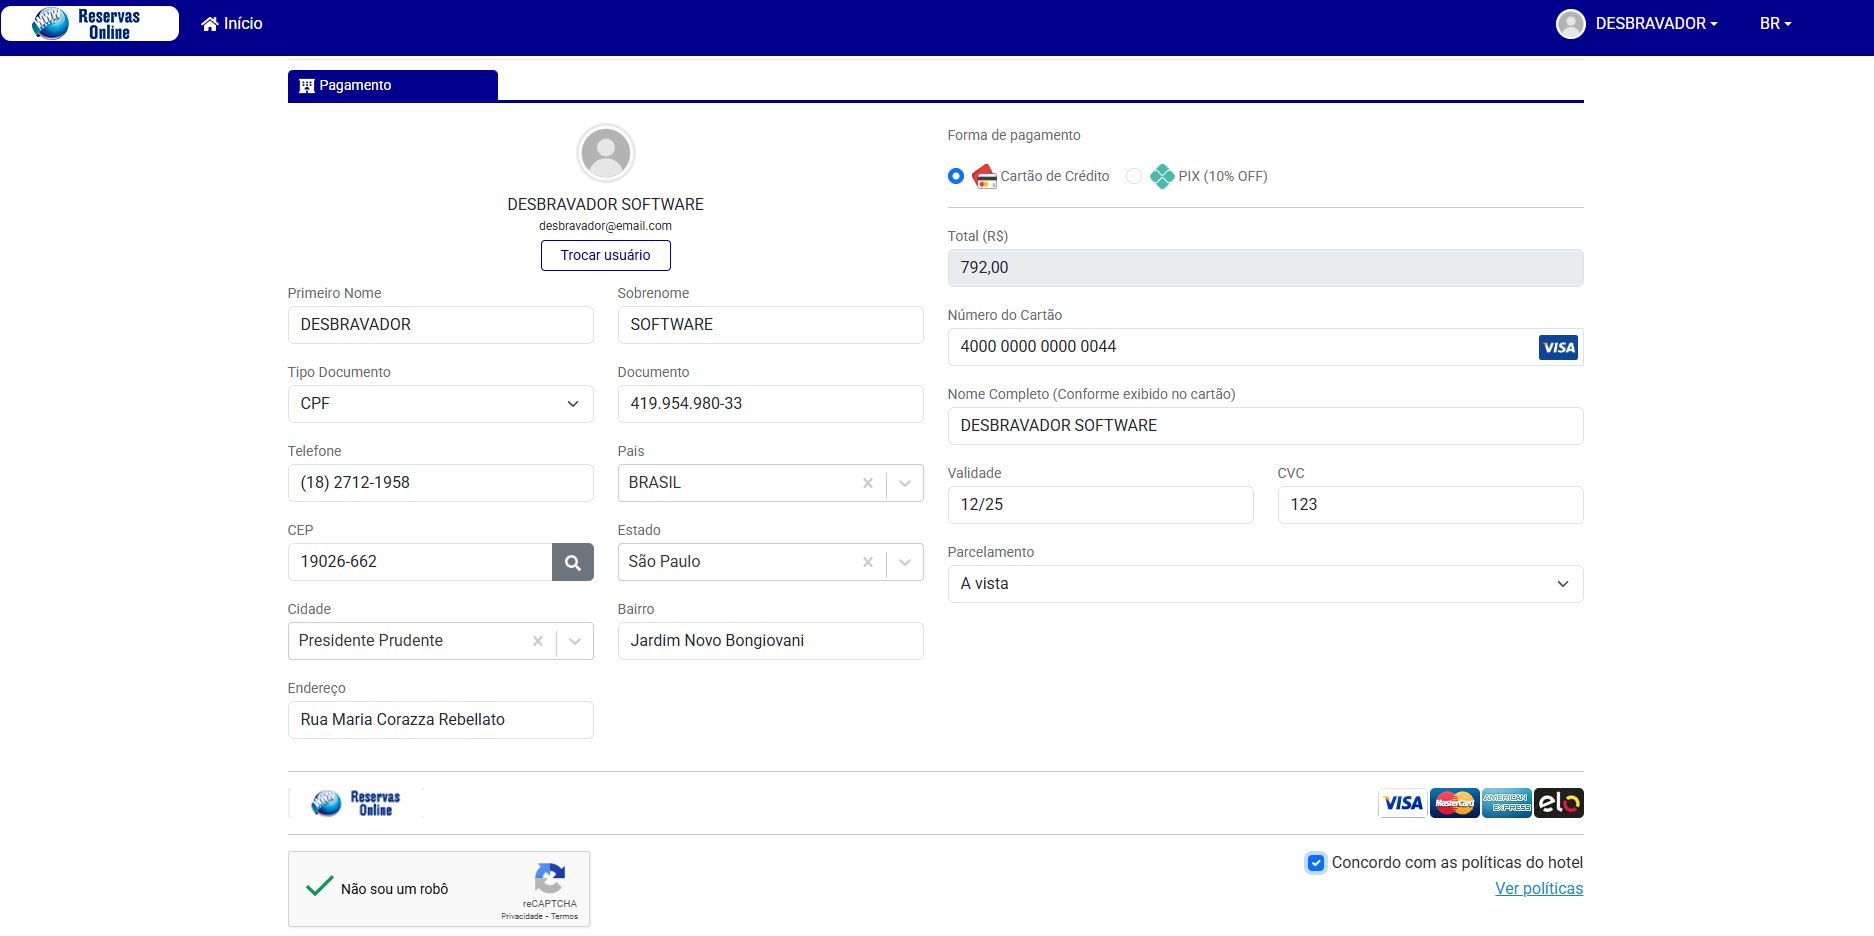 Reservas
Online
Início
DESBRAVADOR
BR
Pagamento
DESBRAVADOR SOFTWARE
desbravador@email.com
Trocar usuário
Primeiro Nome
Sobrenome
DESBRAVADOR
SOFTWARE
Tipo Documento
Documento
CPF
419.954.980-33
Telefone
Pais
(18) 2712-1958
BRASIL
CEP
Estado
19026-662
São Paulo
Cidade
Bairro
Presidente Prudente
Jardim Novo Bongiovani
Endereço
Rua Maria Corazza Rebellato
Forma de pagamento
Cartão de Crédito
PIX (10% OFF)
Total (R$)
792,00
Número do Cartão
4000 0000 0000 0044
VISA
Nome Completo (Conforme exibido no cartão)
DESBRAVADOR SOFTWARE
Validade
CVC
12/25
123
Parcelamento
A vista
Reservas
Online
VISA
MasterCard
AMERICAN
EXPRESS
elo
Não sou um robô
reCAPTCHA
Privacidade - Termos
Concordo com as políticas do hotel
Ver políticas